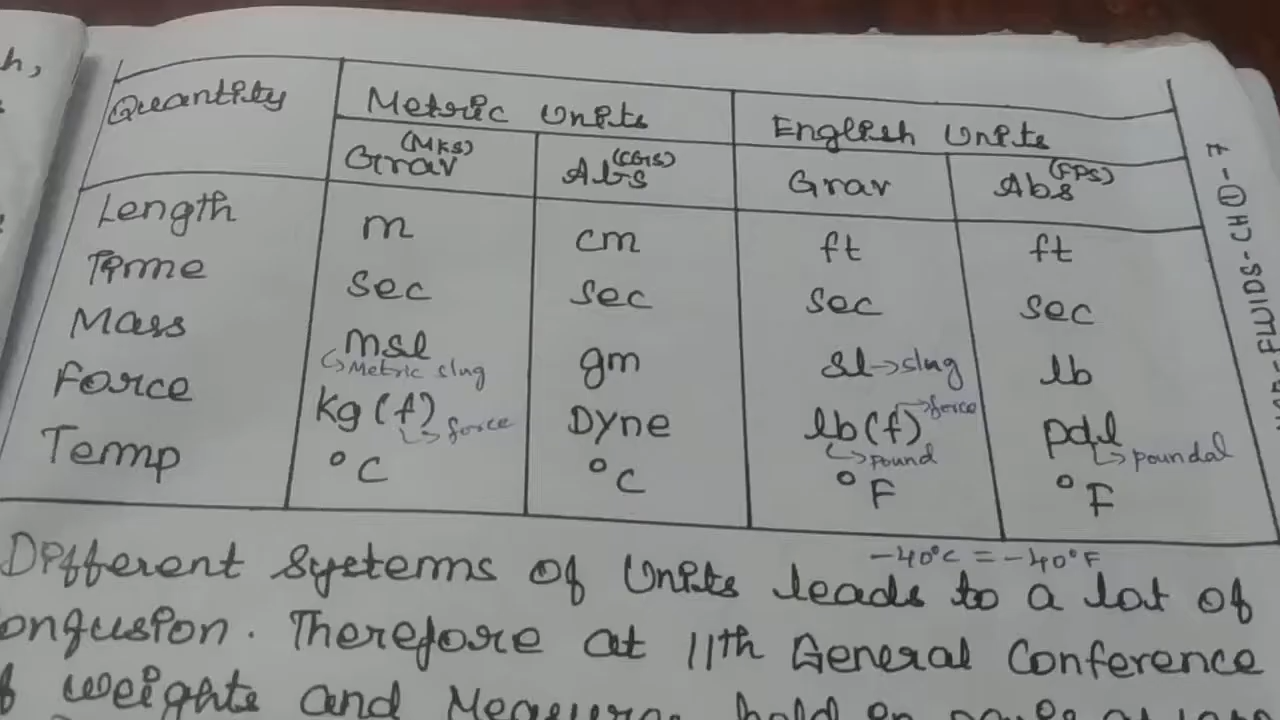 h,
Quantity Metric Units English Units
Grav (MKS) Abs (CGS) Grav Abs (FPS)
Length m cm ft ft
Time sec sec sec sec
Mass msl gm sl → slug lb
↳ Metric slug
Force kg(f) Dyne lb(f) pdl
↳ force → force ↳ pound ↳ poundal
Temp °C °C °F °F
-40°C = -40°F
Different Systems of Units leads to a lot of
onfusion. Therefore at 11th General Conference
f weights and
FLUIDS-CH-① - 7